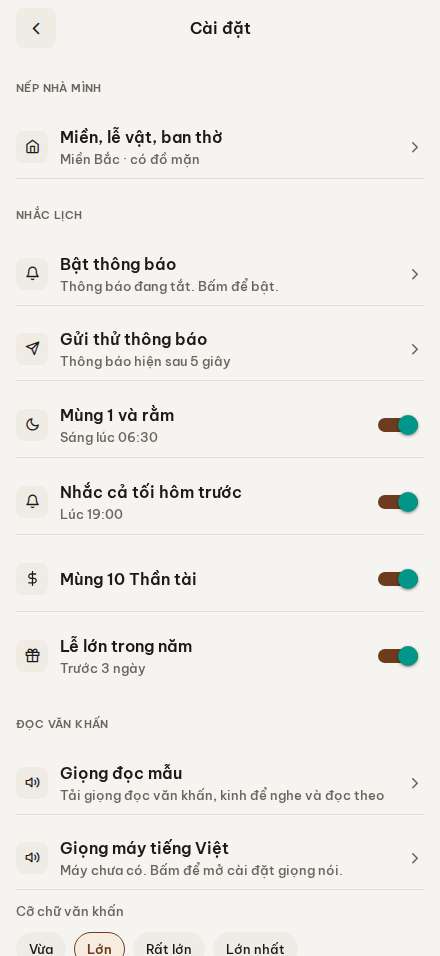 Cài đặt
NẾP NHÀ MÌNH
Miền, lễ vật, ban thờ
Miền Bắc · có đồ mặn
NHẮC LỊCH
Bật thông báo
Thông báo đang tắt. Bấm để bật.
Gửi thử thông báo
Thông báo hiện sau 5 giây
Mùng 1 và rằm
Sáng lúc 06:30
Nhắc cả tối hôm trước
Lúc 19:00
Mùng 10 Thần tài
Lễ lớn trong năm
Trước 3 ngày
ĐỌC VĂN KHẤN
Giọng đọc mẫu
Tải giọng đọc văn khấn, kinh để nghe và đọc theo
Giọng máy tiếng Việt
Máy chưa có. Bấm để mở cài đặt giọng nói.
Cỡ chữ văn khấn
Vừa Lớn Rất lớn Lớn nhất